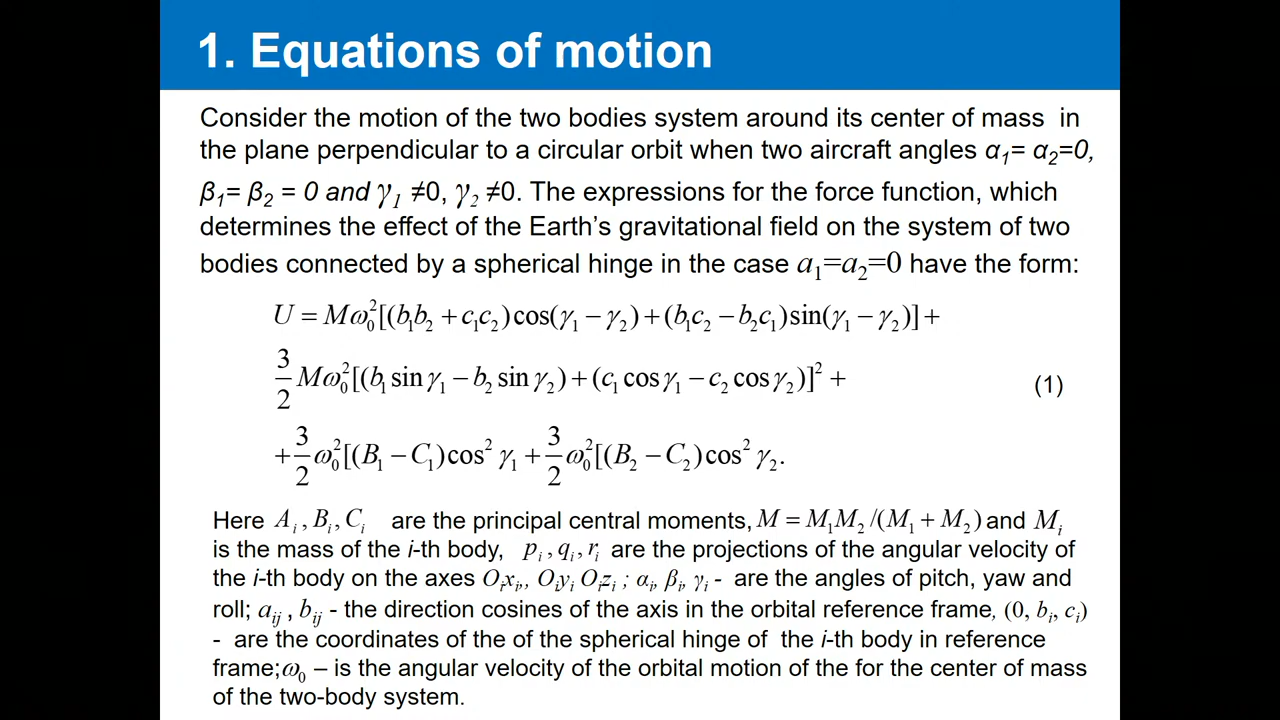 1. Equations of motion
Consider the motion of the two bodies system around its center of mass in
the plane perpendicular to a circular orbit when two aircraft angles α₁= α₂=0,
β₁= β₂ = 0 and γ₁ ≠0, γ₂ ≠0. The expressions for the force function, which
determines the effect of the Earth's gravitational field on the system of two
bodies connected by a spherical hinge in the case a₁=a₂=0 have the form:
U = Mω₀²[(b₁b₂ + c₁c₂)cos(γ₁ − γ₂) + (b₁c₂ − b₂c₁)sin(γ₁ − γ₂)] +
3/2 Mω₀²[(b₁ sin γ₁ − b₂ sin γ₂) + (c₁ cos γ₁ − c₂ cos γ₂)]² +
(1)
+ 3/2 ω₀²[(B₁ − C₁)cos² γ₁ + 3/2 ω₀²[(B₂ − C₂)cos² γ₂.
Here Aᵢ, Bᵢ, Cᵢ are the principal central moments, M = M₁M₂ /(M₁ + M₂) and Mᵢ
is the mass of the i-th body, pᵢ, qᵢ, rᵢ are the projections of the angular velocity of
the i-th body on the axes Oᵢxᵢ, Oᵢyᵢ Oᵢzᵢ ; αᵢ, βᵢ, γᵢ - are the angles of pitch, yaw and
roll; aᵢⱼ , bᵢⱼ - the direction cosines of the axis in the orbital reference frame, (0, bᵢ, cᵢ)
- are the coordinates of the of the spherical hinge of the i-th body in reference
frame;ω₀ – is the angular velocity of the orbital motion of the for the center of mass
of the two-body system.